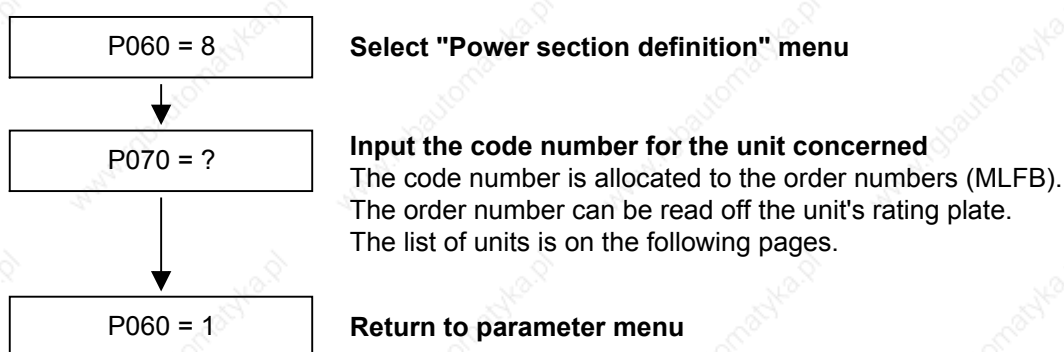 P060 = 8
Select "Power section definition" menu
P070 = ?
Input the code number for the unit concerned
The code number is allocated to the order numbers (MLFB).
The order number can be read off the unit's rating plate.
The list of units is on the following pages.
P060 = 1
Return to parameter menu